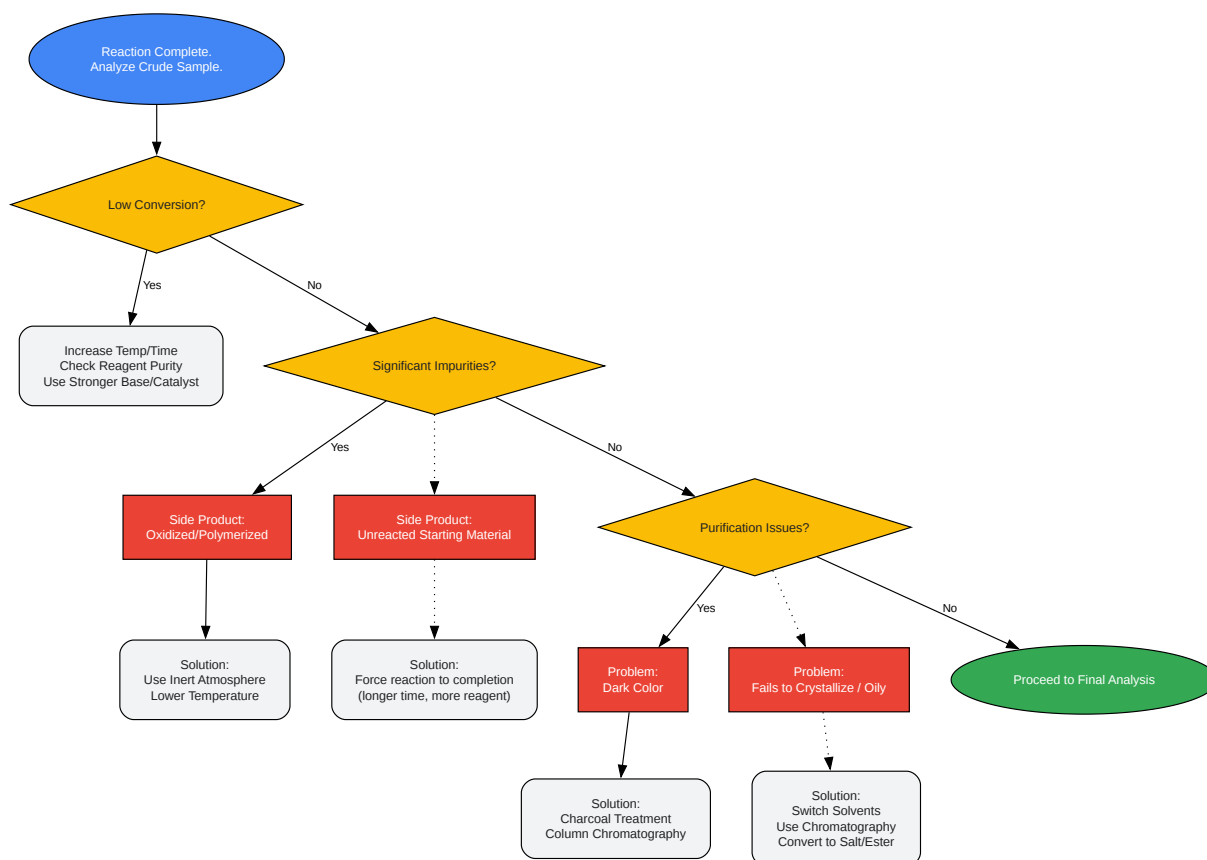 Reaction Complete.
Analyze Crude Sample.
Low Conversion?
Yes
No
Increase Temp/Time
Check Reagent Purity
Use Stronger Base/Catalyst
Significant Impurities?
Yes
No
Side Product:
Oxidized/Polymerized
Side Product:
Unreacted Starting Material
Purification Issues?
Yes
No
Solution:
Use Inert Atmosphere
Lower Temperature
Solution:
Force reaction to completion
(longer time, more reagent)
Problem:
Dark Color
Problem:
Fails to Crystallize / Oily
Proceed to Final Analysis
Solution:
Charcoal Treatment
Column Chromatography
Solution:
Switch Solvents
Use Chromatography
Convert to Salt/Ester